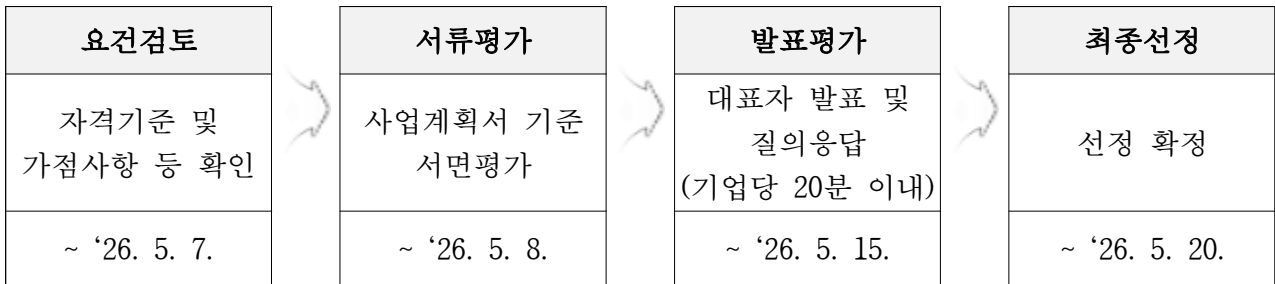 요건검토
자격기준 및
가점사항 등 확인
~ ‘26. 5. 7.
서류평가
사업계획서 기준
서면평가
~ ‘26. 5. 8.
발표평가
대표자 발표 및
질의응답
(기업당 20분 이내)
~ ‘26. 5. 15.
최종선정
선정 확정
~ ‘26. 5. 20.